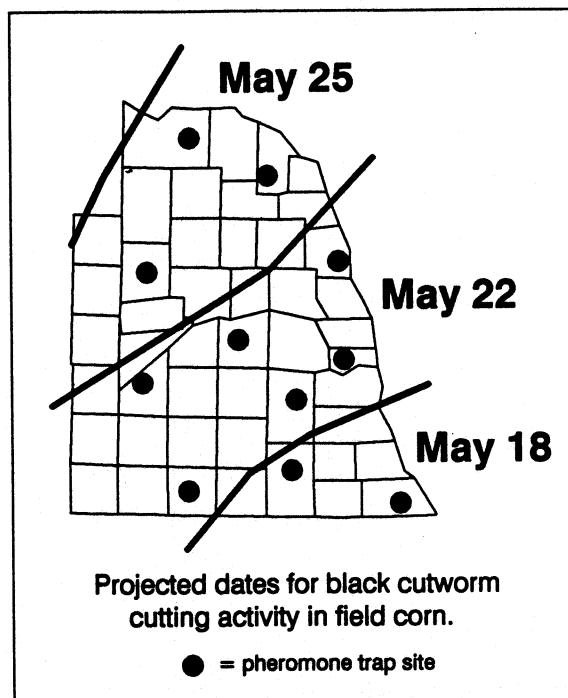 May 25
May 22
May 18
Projected dates for black cutworm
cutting activity in field corn.
= pheromone trap site